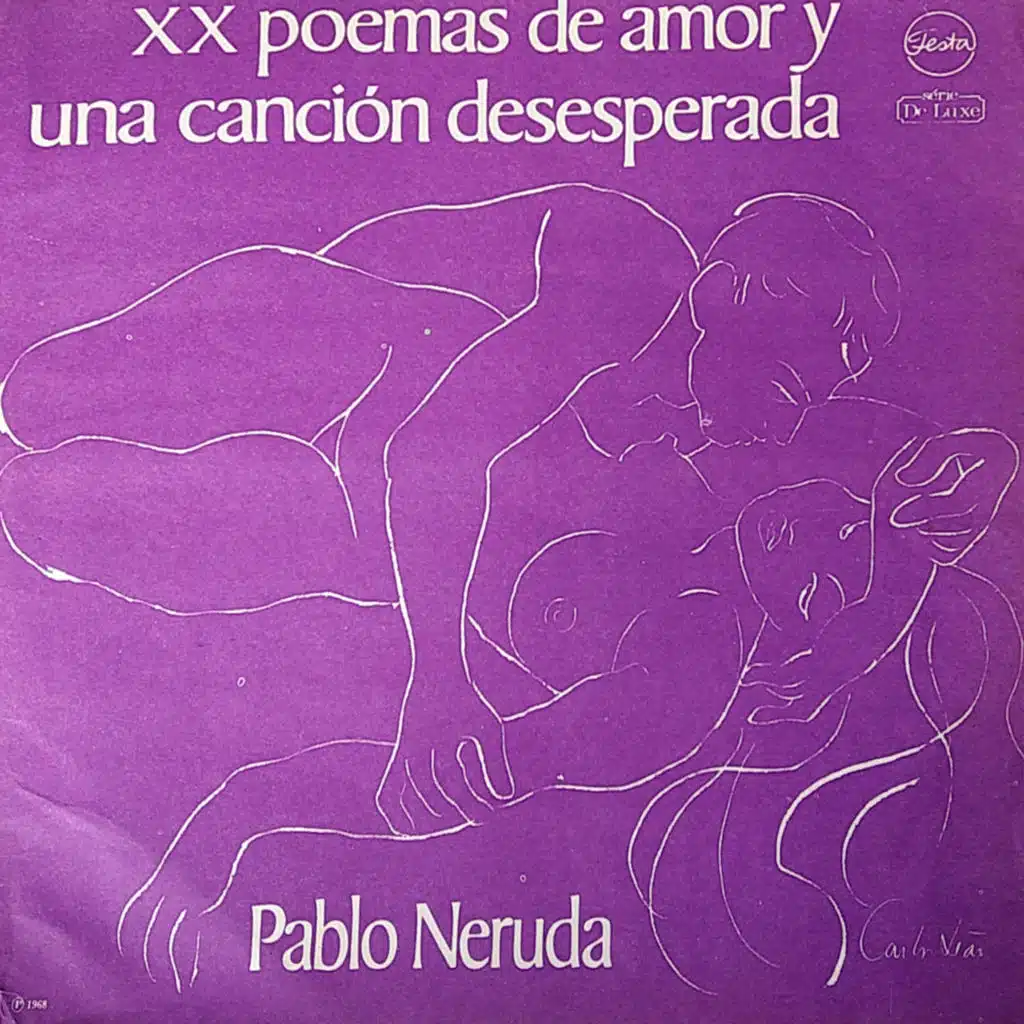 XX poemas de amor y
una canción desesperada
Festa
série
De Luxe
Pablo Neruda
℗ 1968